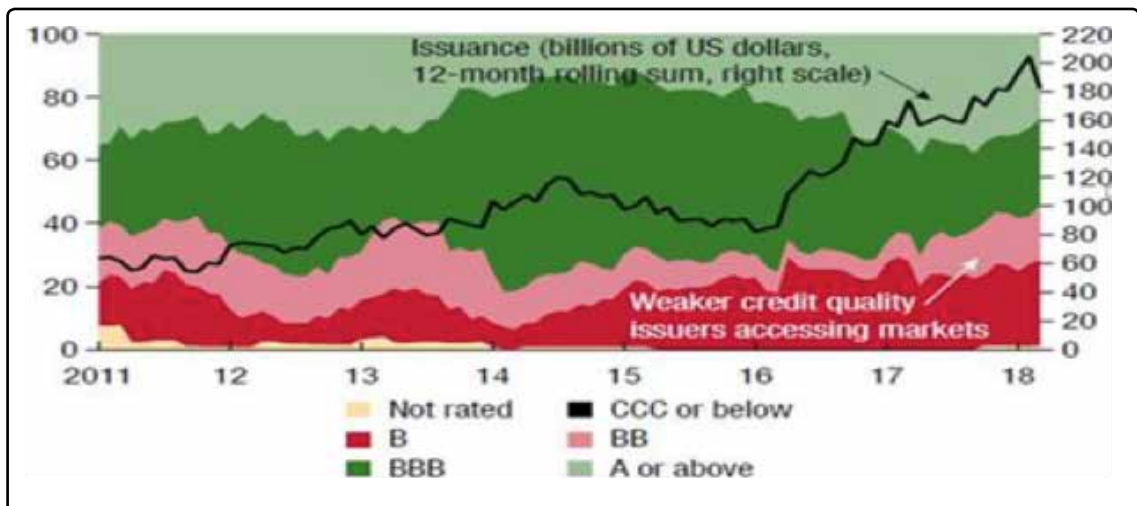 Issuance (billions of US dollars,
12-month rolling sum, right scale)
100
80
60
40
20
0
220
200
180
160
140
120
100
80
60
40
20
0
Weaker credit quality
issuers accessing markets
2011 12 13 14 15 16 17 18
Not rated CCC or below
B BB
BBB A or above